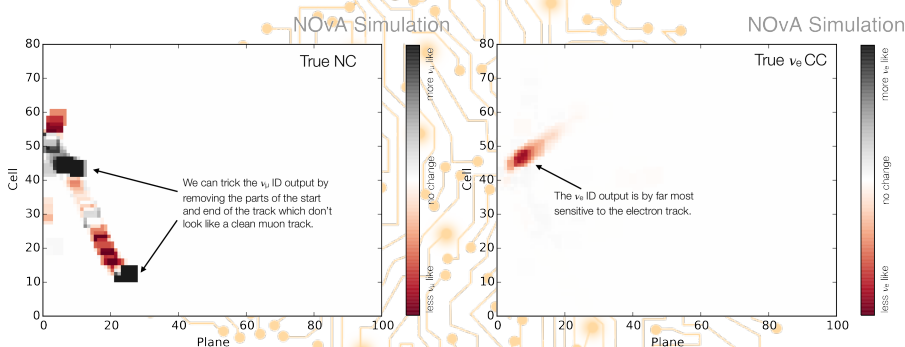 NOvA Simulation
True NC
80
70
60
50
40
30
20
10
0
Cell
0 20 40 60 80 100
Plane
We can trick the νμ ID output by
removing the parts of the start
and end of the track which don't
look like a clean muon track.
more νμ like
no change
less νμ like
NOvA Simulation
True νe CC
80
70
60
50
40
30
20
10
0
Cell
0 20 40 60 80 100
Plane
The νe ID output is by far most
sensitive to the electron track.
more νe like
no change
less νe like